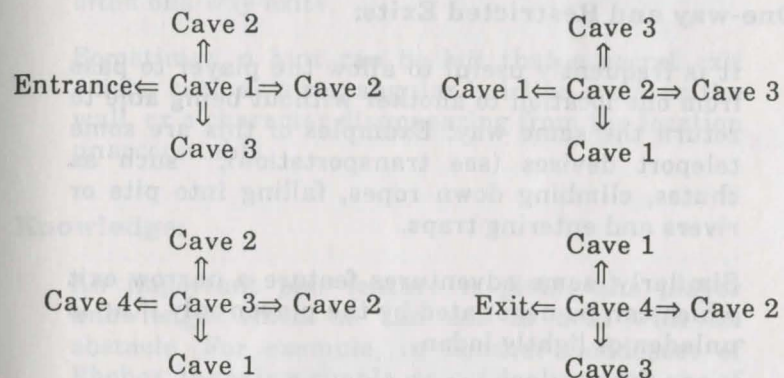 Cave 2
⇑
Entrance⇐ Cave 1⇒ Cave 2
⇓
Cave 3
Cave 3
⇑
Cave 1⇐ Cave 2⇒ Cave 3
⇓
Cave 1
Cave 2
⇑
Cave 4⇐ Cave 3⇒ Cave 2
⇓
Cave 1
Cave 1
⇑
Exit⇐ Cave 4⇒ Cave 2
⇓
Cave 3